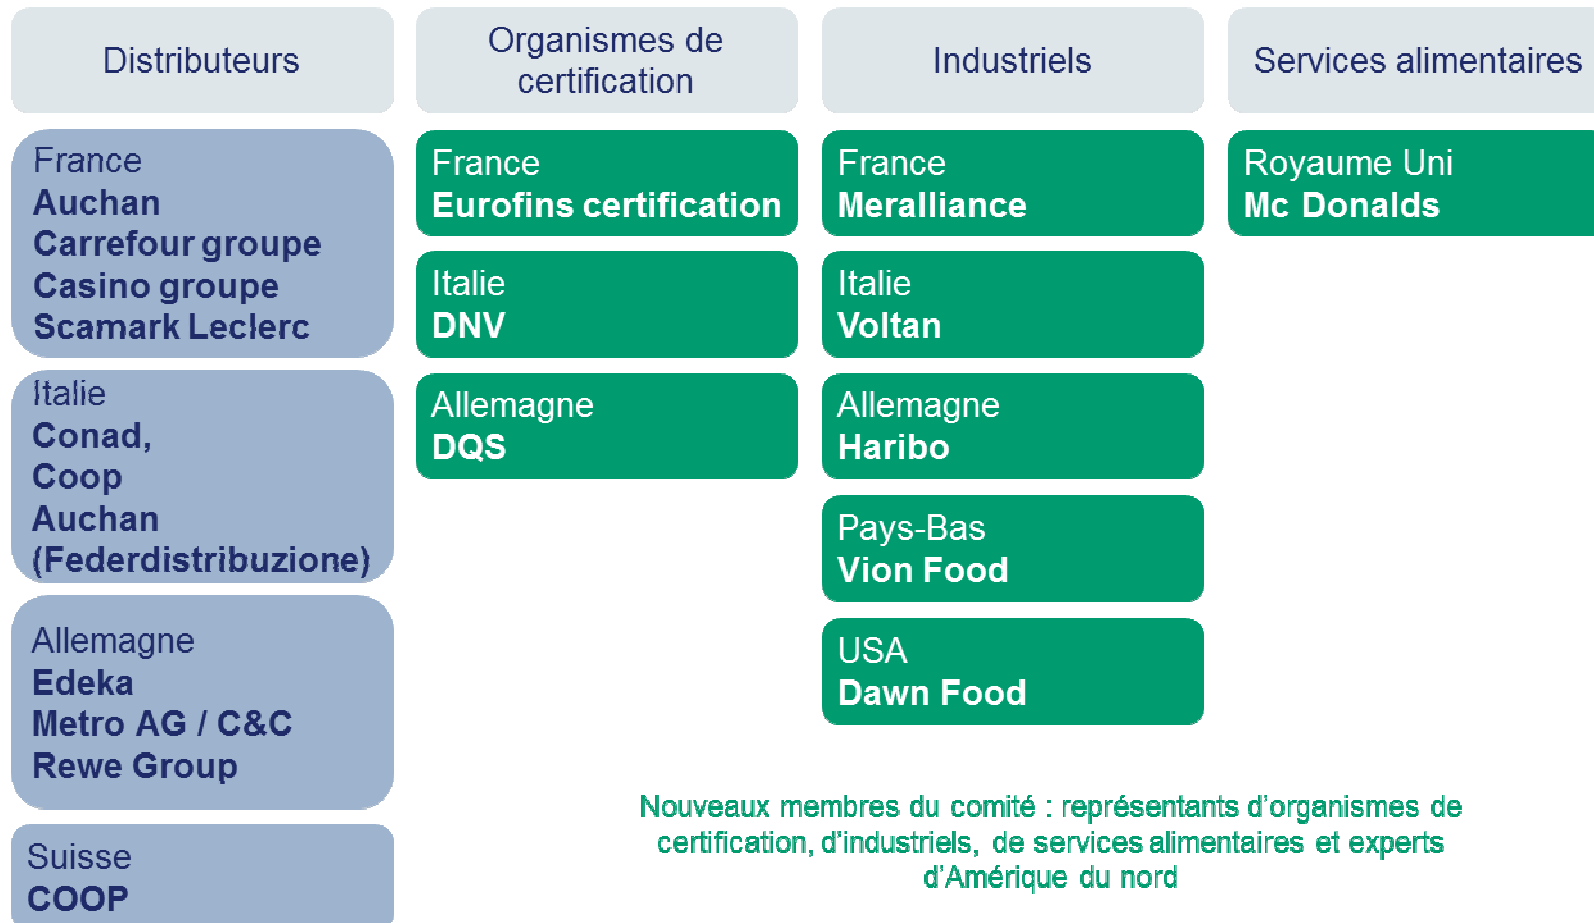 Distributeurs
France
Auchan
Carrefour groupe
Casino groupe
Scamark Leclerc
Italie
Conad,
Coop
Auchan
(Federdistribuzione)
Allemagne
Edeka
Metro AG / C&C
Rewe Group
Suisse
COOP
Organismes de
certification
France
Eurofins certification
Italie
DNV
Allemagne
DQS
Industriels
France
Meralliance
Italie
Voltan
Allemagne
Haribo
Pays-Bas
Vion Food
USA
Dawn Food
Services alimentaires
Royaume Uni
Mc Donalds
Nouveaux membres du comité : représentants d’organismes de
certification, d’industriels, de services alimentaires et experts
d’Amérique du nord